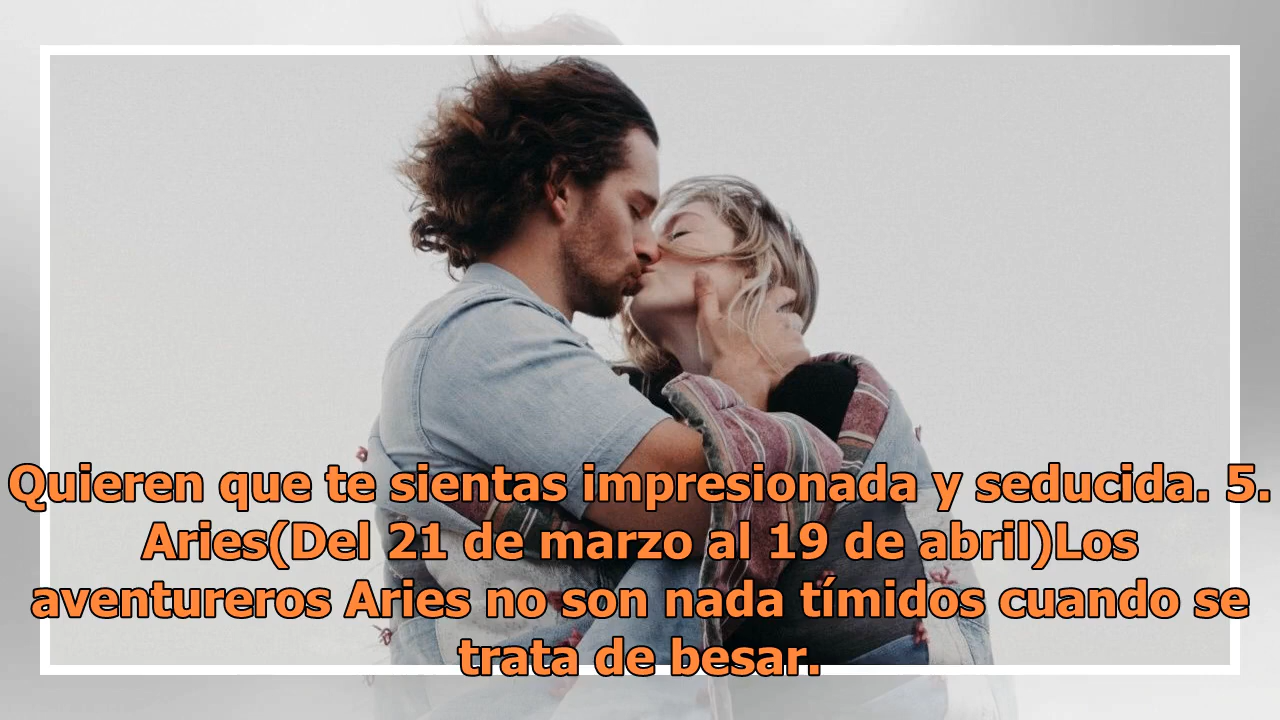 Quieren que te sientas impresionada y seducida. 5.
Aries(Del 21 de marzo al 19 de abril)Los
aventureros Aries no son nada tímidos cuando se
trata de besar.